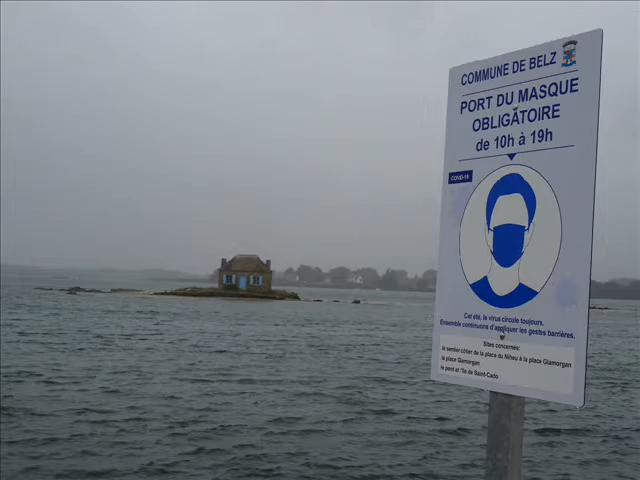 COMMUNE DE BELZ
PORT DU MASQUE
OBLIGATOIRE
de 10h à 19h
COVID-19
Cet été, le virus circule toujours.
Ensemble continuons d'appliquer les gestes barrières.
Sites concernés:
le sentier côtier de la place du Niheu à la place Glamorgan
la place Glamorgan
le pont et l'île de Saint-Cado